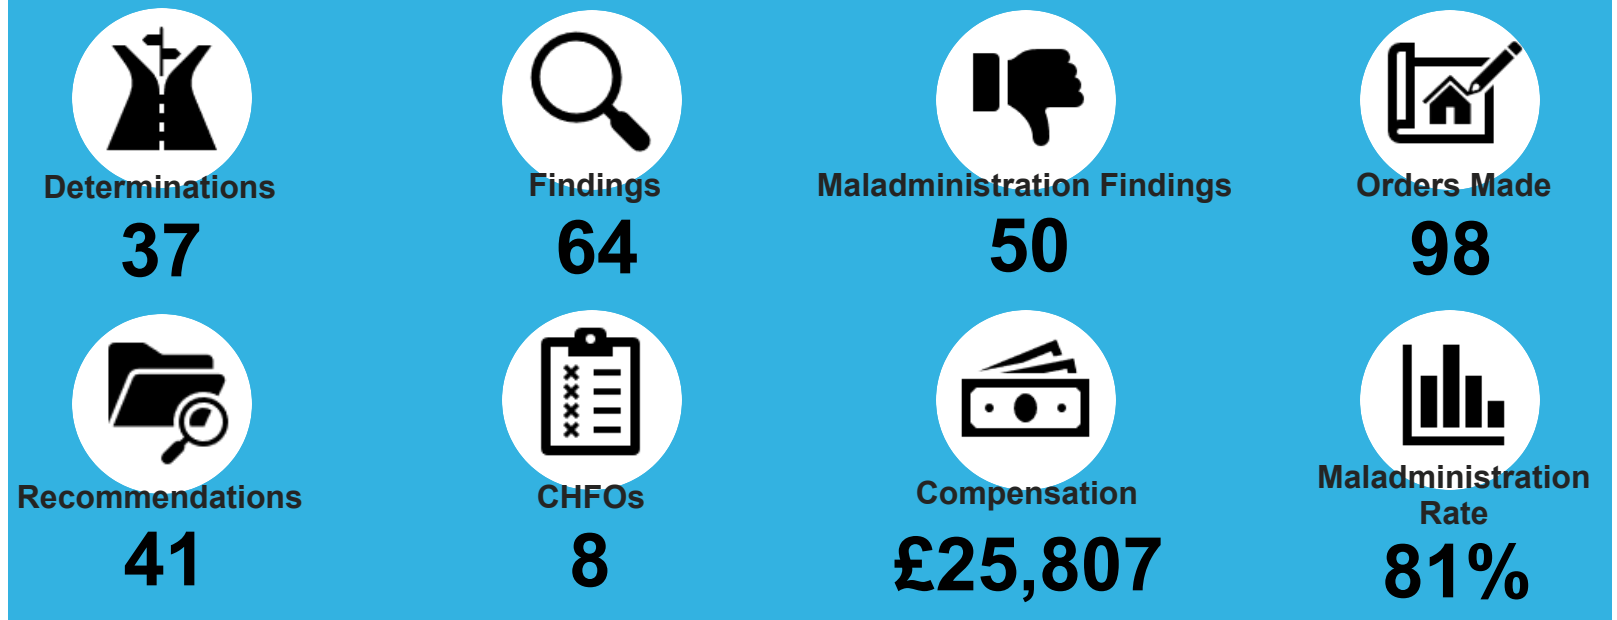 Determinations
37
Findings
64
Maladministration Findings
50
Orders Made
98
Recommendations
41
CHFOs
8
Compensation
£25,807
Maladministration
Rate
81%